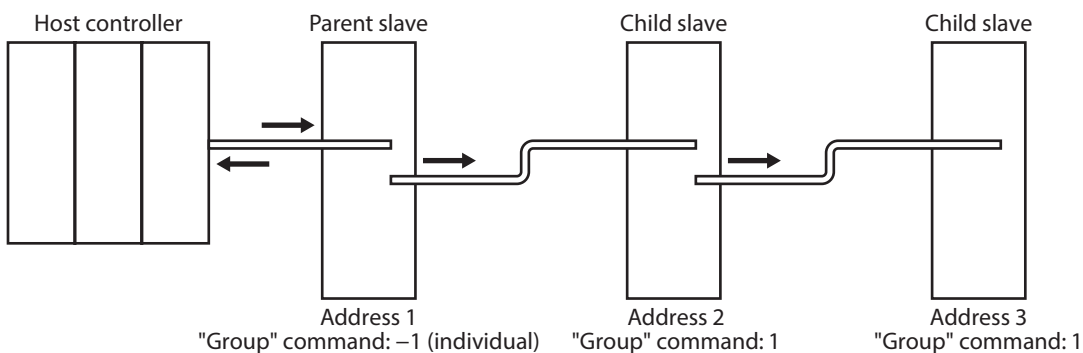 Host controller
Parent slave
Child slave
Child slave
Address 1
"Group" command: −1 (individual)
Address 2
"Group" command: 1
Address 3
"Group" command: 1